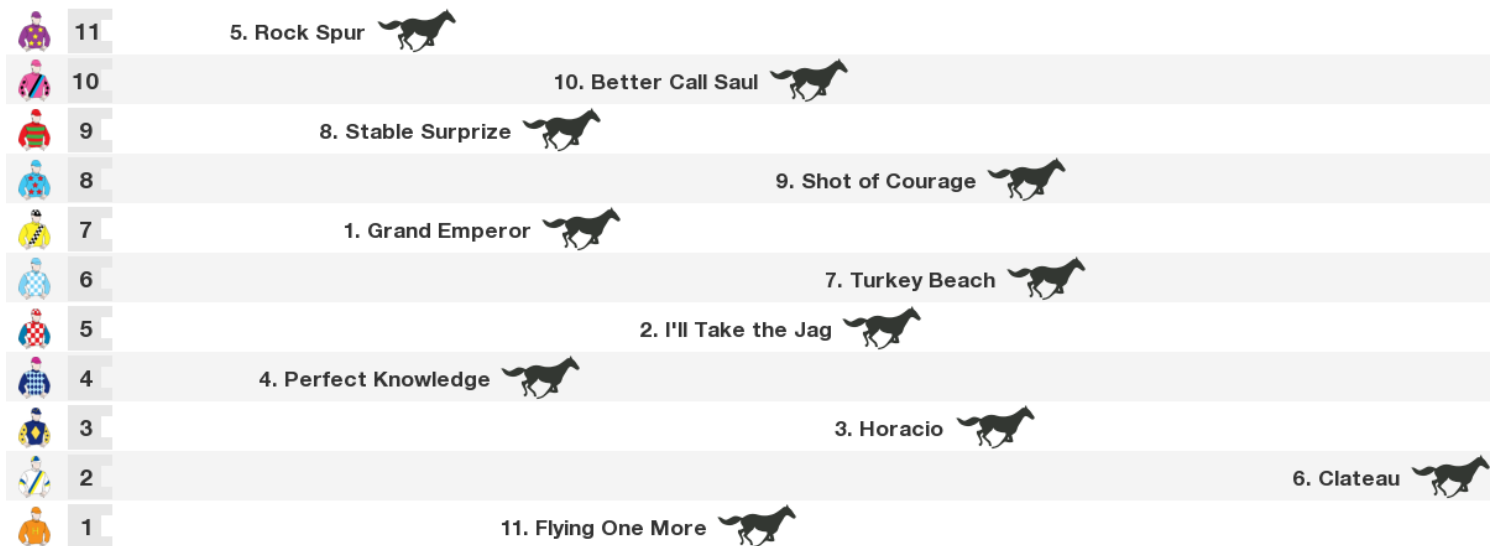 11 5. Rock Spur
10 10. Better Call Saul
9 8. Stable Surprize
8 9. Shot of Courage
7 1. Grand Emperor
6 7. Turkey Beach
5 2. I'll Take the Jag
4 4. Perfect Knowledge
3 3. Horacio
2 6. Clateau
1 11. Flying One More